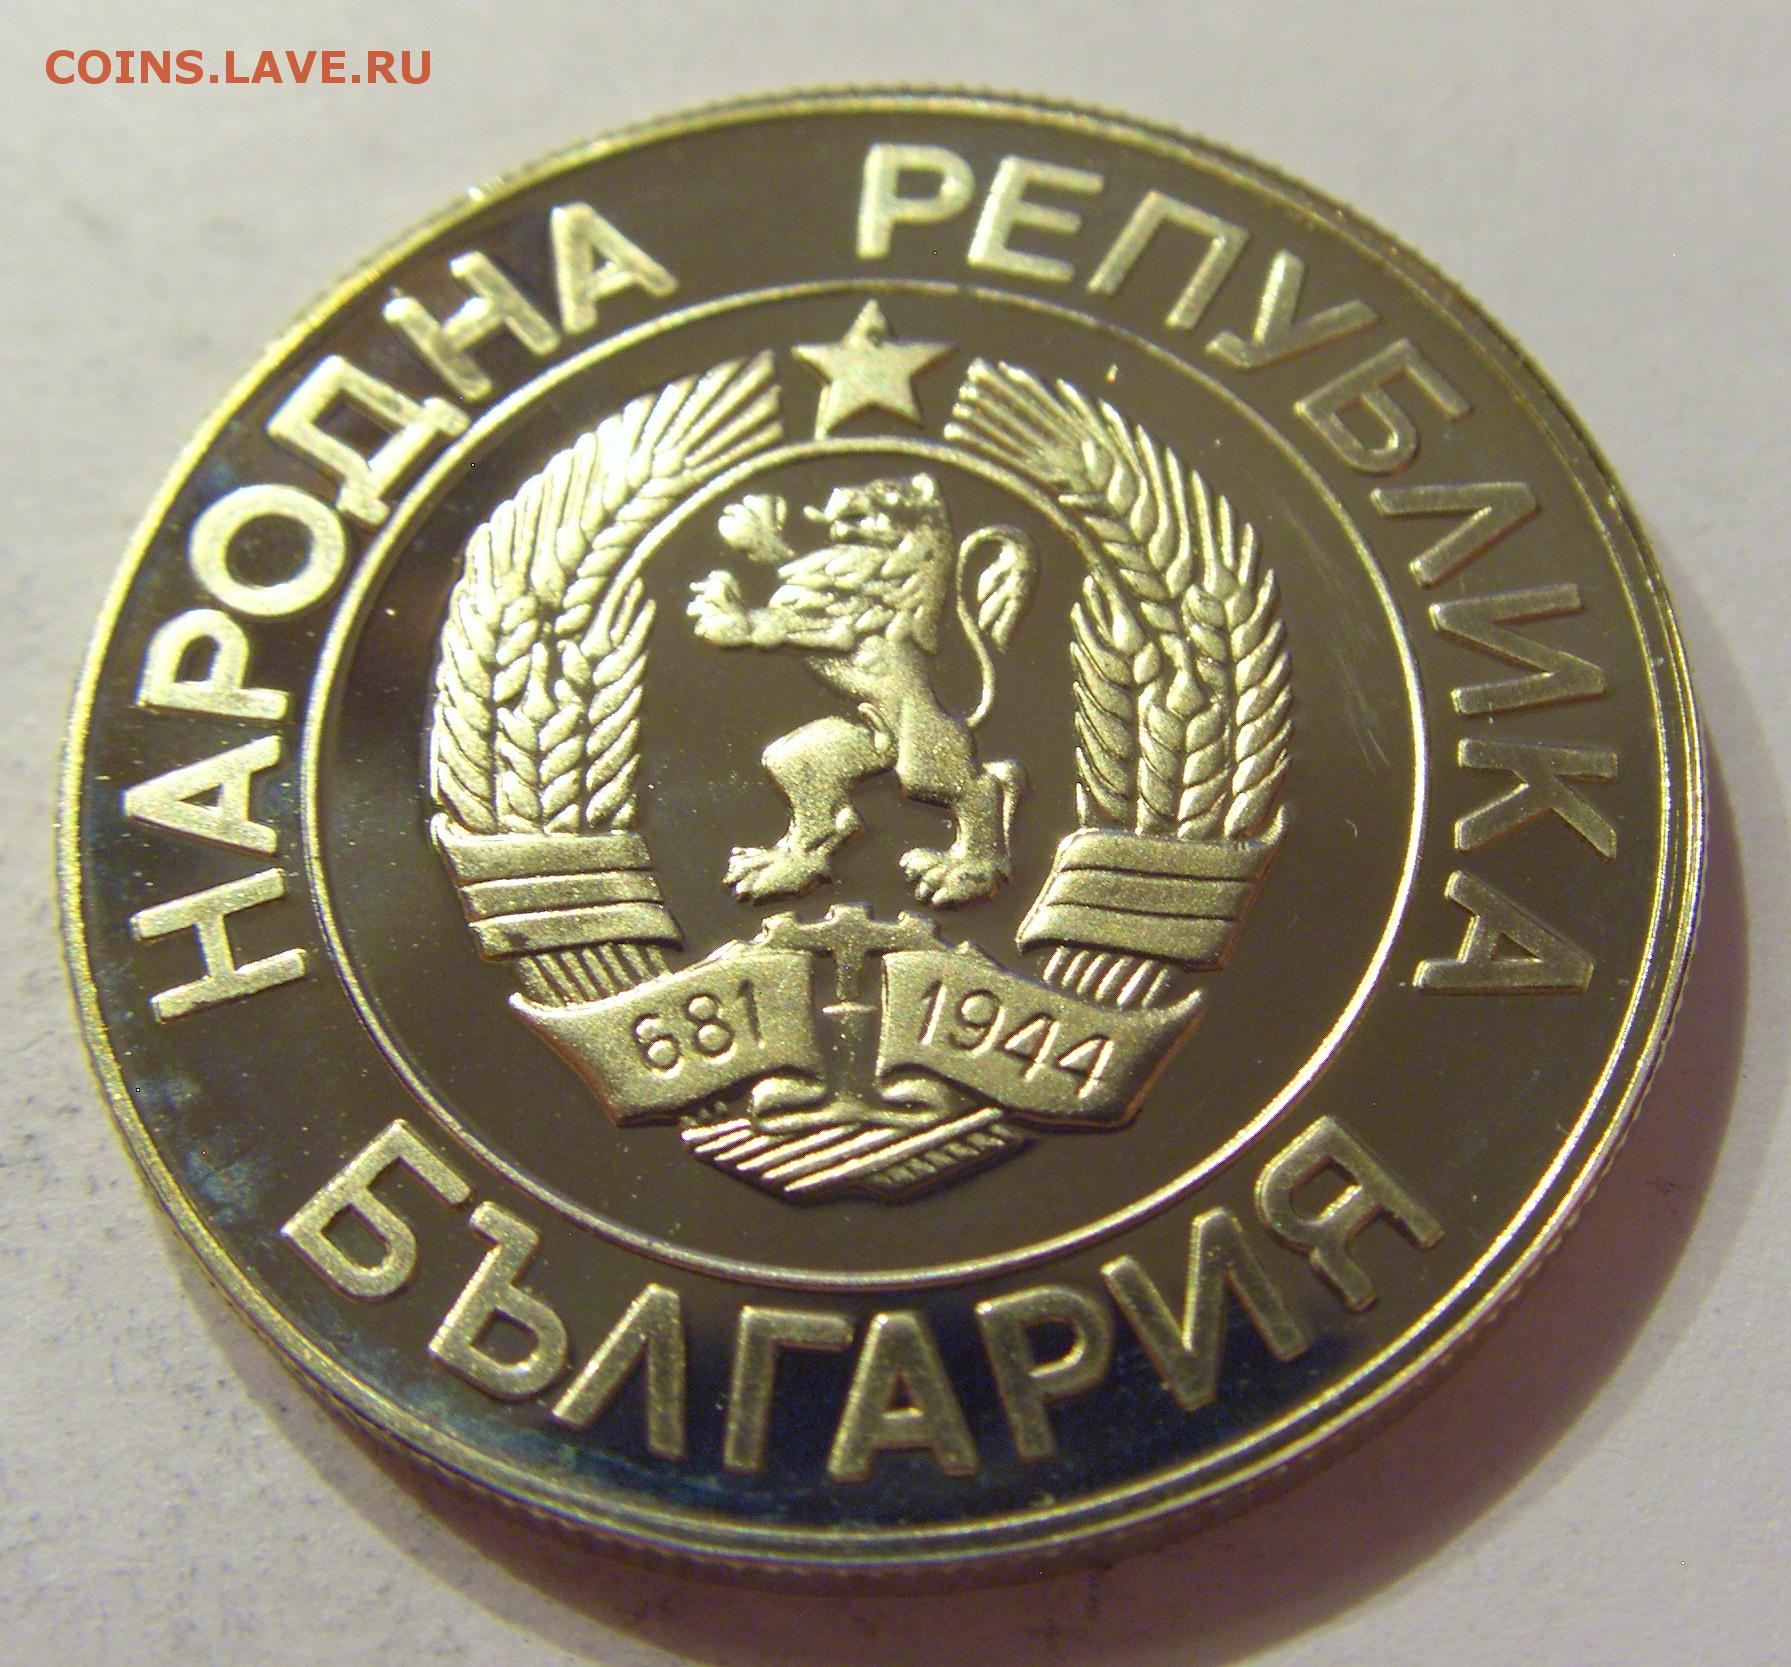 COINS.LAVE.RU
НАРОДНА РЕПУБЛИКА
681 1944
БЪЛГАРИЯ